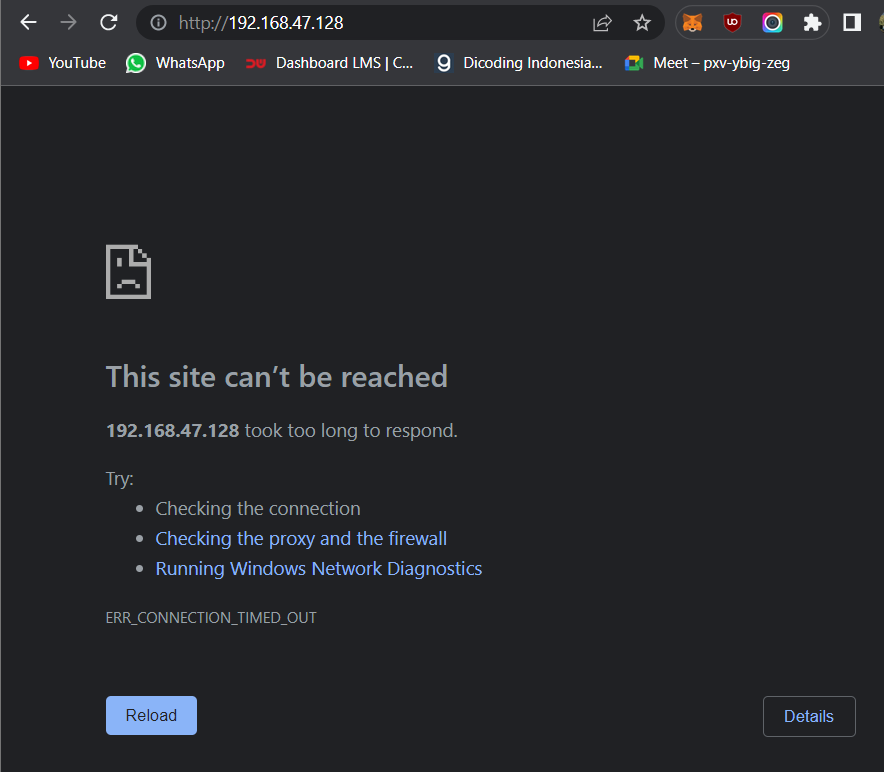 http://192.168.47.128
YouTube WhatsApp Dashboard LMS | C... Dicoding Indonesia... Meet – pxv-ybig-zeg
This site can’t be reached
192.168.47.128 took too long to respond.
Try:
• Checking the connection
• Checking the proxy and the firewall
• Running Windows Network Diagnostics
ERR_CONNECTION_TIMED_OUT
Reload Details